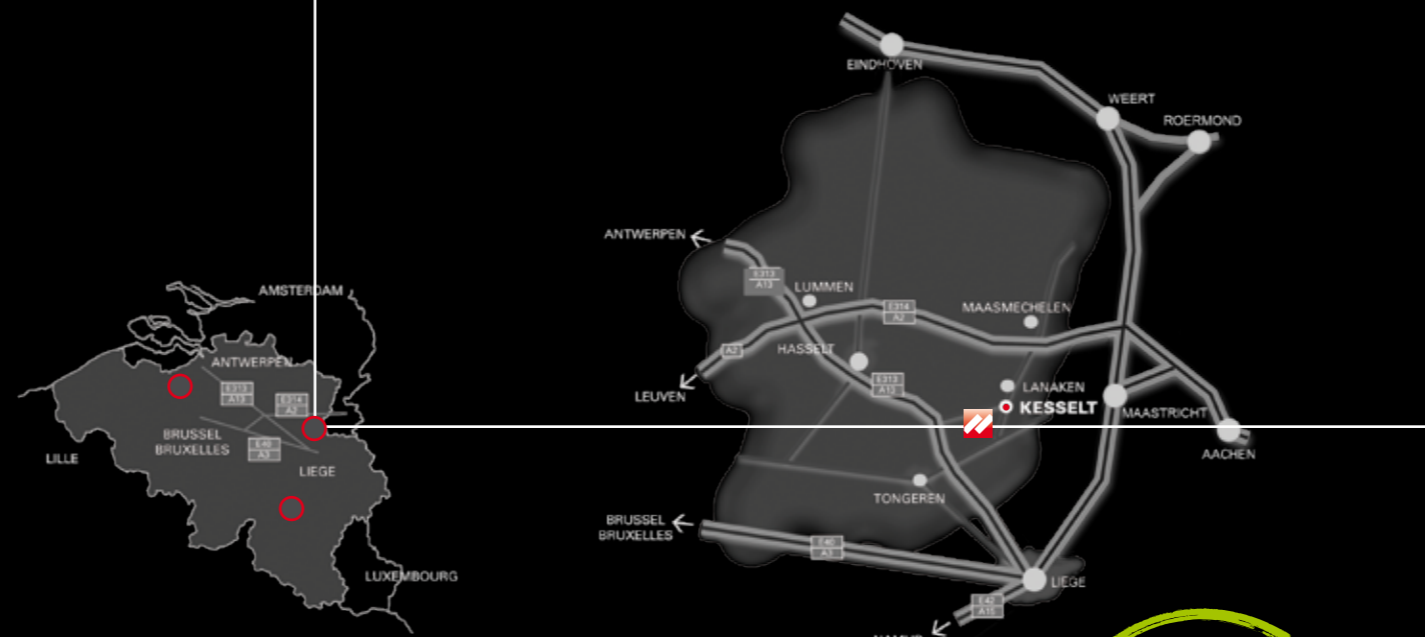 AMSTERDAM
ANTWERPEN
E313
A13
E314
A2
BRUSSEL
BRUXELLES
E40
A3
LILLE
LIEGE
LUXEMBOURG
EINDHOVEN
WEERT
ROERMOND
ANTWERPEN
E313
A13
LUMMEN
E314
A2
MAASMECHELEN
A2
HASSELT
LEUVEN
E313
A13
LANAKEN
KESSELT
MAASTRICHT
AACHEN
TONGEREN
BRUSSEL
BRUXELLES
E40
A3
LIEGE
E42
A15